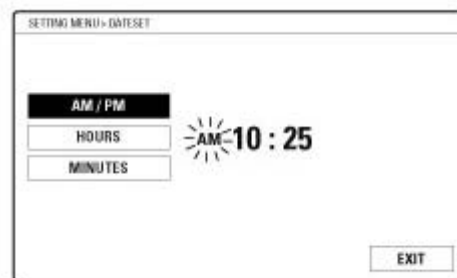 SETTING MENU > DATESET
AM / PM
HOURS
MINUTES
AM 10 : 25
EXIT